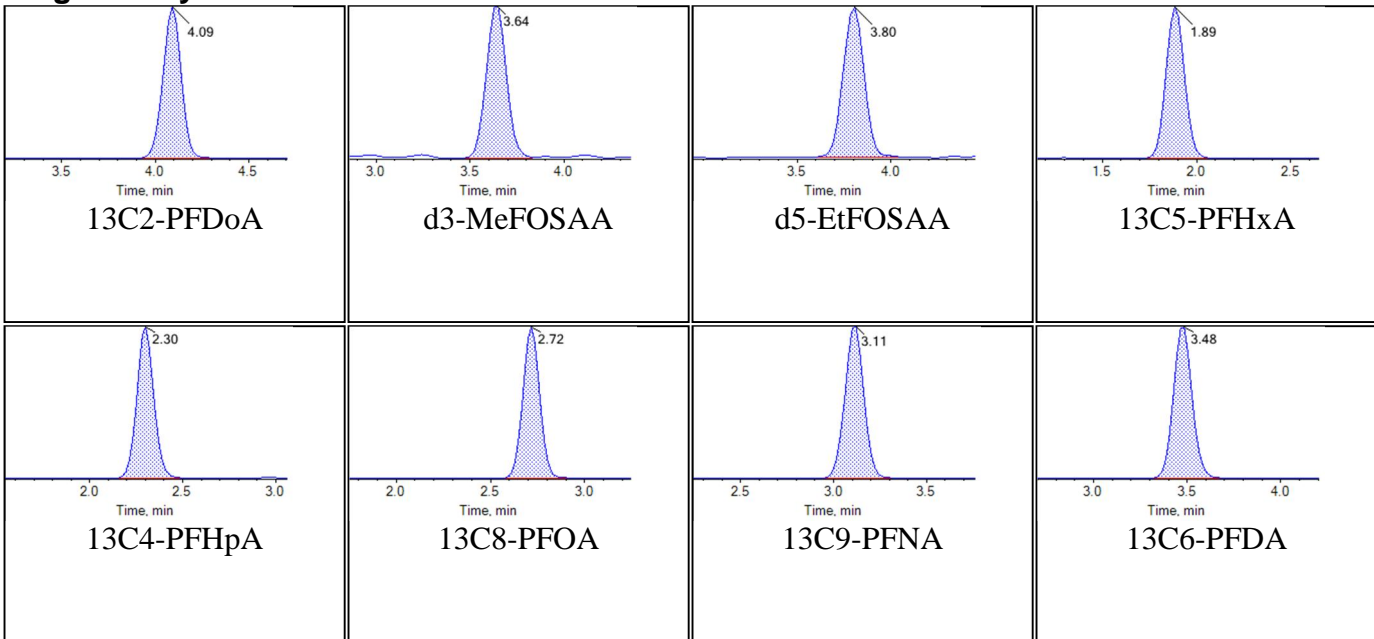 4.09
3.5 4.0 4.5
Time, min
13C2-PFDoA
3.64
3.0 3.5 4.0
Time, min
d3-MeFOSAA
3.80
3.5 4.0
Time, min
d5-EtFOSAA
1.89
1.5 2.0 2.5
Time, min
13C5-PFHxA
2.30
2.0 2.5 3.0
Time, min
13C4-PFHpA
2.72
2.0 2.5 3.0
Time, min
13C8-PFOA
3.11
2.5 3.0 3.5
Time, min
13C9-PFNA
3.48
3.0 3.5 4.0
Time, min
13C6-PFDA